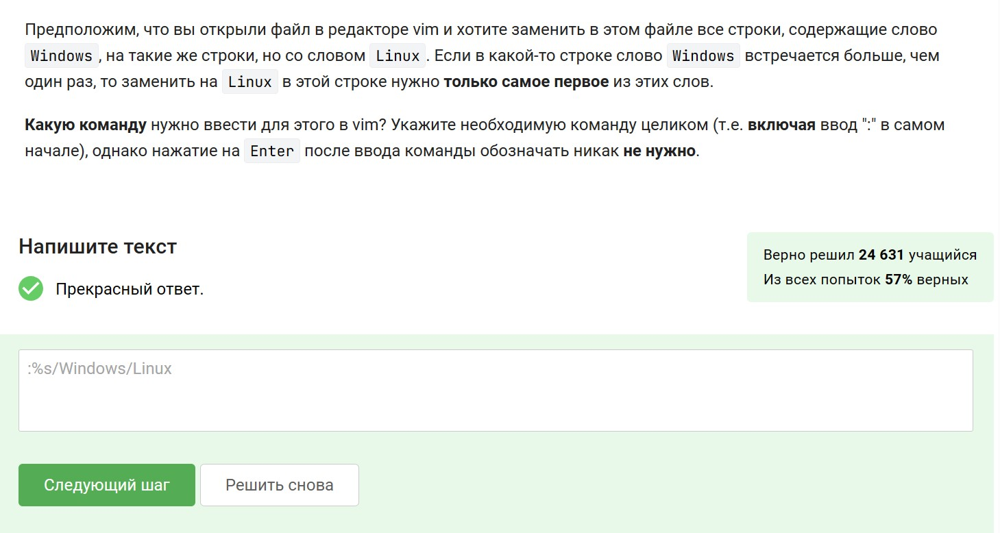 Предположим, что вы открыли файл в редакторе vim и хотите заменить в этом файле все строки, содержащие слово
Windows, на такие же строки, но со словом Linux. Если в какой-то строке слово Windows встречается больше, чем
один раз, то заменить на Linux в этой строке нужно только самое первое из этих слов.
Какую команду нужно ввести для этого в vim? Укажите необходимую команду целиком (т.е. включая ввод ":" в самом
начале), однако нажатие на Enter после ввода команды обозначать никак не нужно.
Напишите текст
Прекрасный ответ.
Верно решил 24 631 учащийся
Из всех попыток 57% верных
:%s/Windows/Linux
Следующий шаг
Решить снова